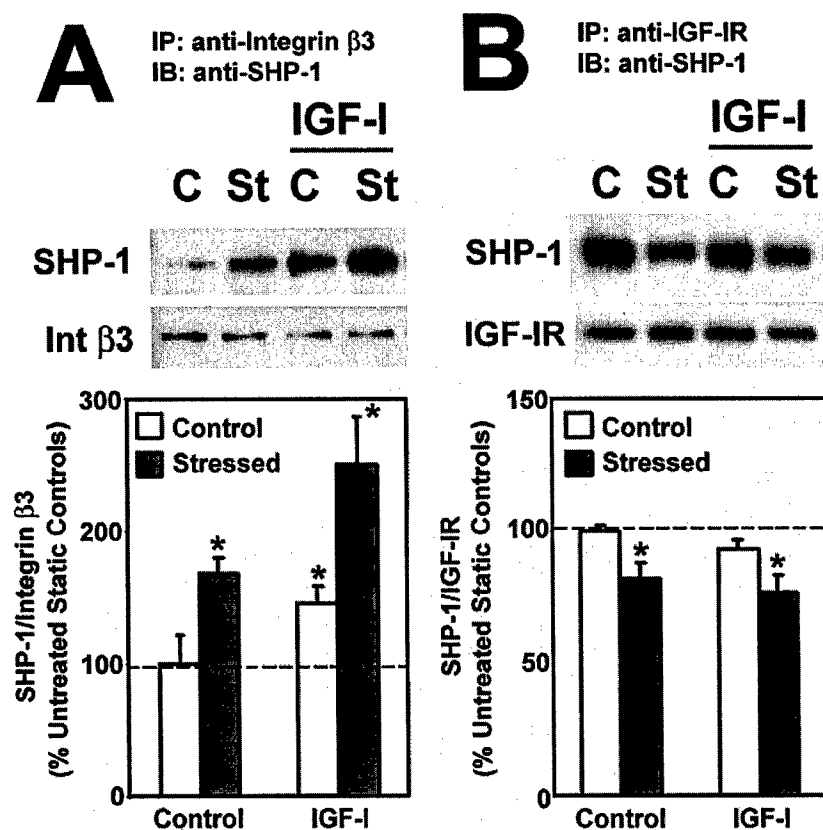 A
IP: anti-Integrin β3
IB: anti-SHP-1
IGF-I
C St C St
SHP-1
Int β3
300
200
100
0
SHP-1/Integrin β3
(% Untreated Static Controls)
Control
Stressed
*
*
*
Control IGF-I
B
IP: anti-IGF-IR
IB: anti-SHP-1
IGF-I
C St C St
SHP-1
IGF-IR
150
100
50
0
SHP-1/IGF-IR
(% Untreated Static Controls)
Control
Stressed
*
*
Control IGF-I